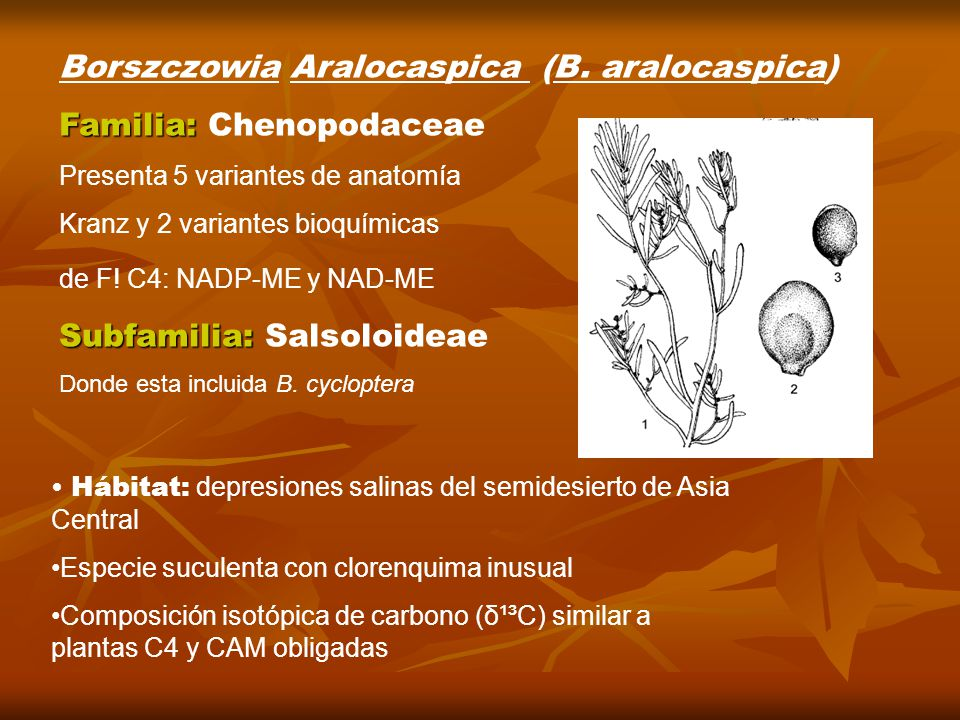 Borszczowia Aralocaspica (B. aralocaspica)
Familia: Chenopodaceae
Presenta 5 variantes de anatomía
Kranz y 2 variantes bioquímicas
de F! C4: NADP-ME y NAD-ME
Subfamilia: Salsoloideae
Donde esta incluida B. cycloptera
1
2
3
• Hábitat: depresiones salinas del semidesierto de Asia
Central
•Especie suculenta con clorenquima inusual
•Composición isotópica de carbono (δ¹³C) similar a
plantas C4 y CAM obligadas